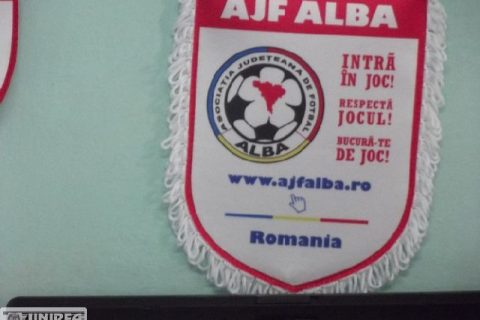 AJF ALBA
ASOCIAȚIA JUDEȚEANĂ DE FOTBAL
ALBA
INTRĂ
ÎN JOC!
RESPECTĂ
JOCUL!
BUCURĂ-TE
DE JOC!
www.ajfalba.ro
Romania
UNIREA